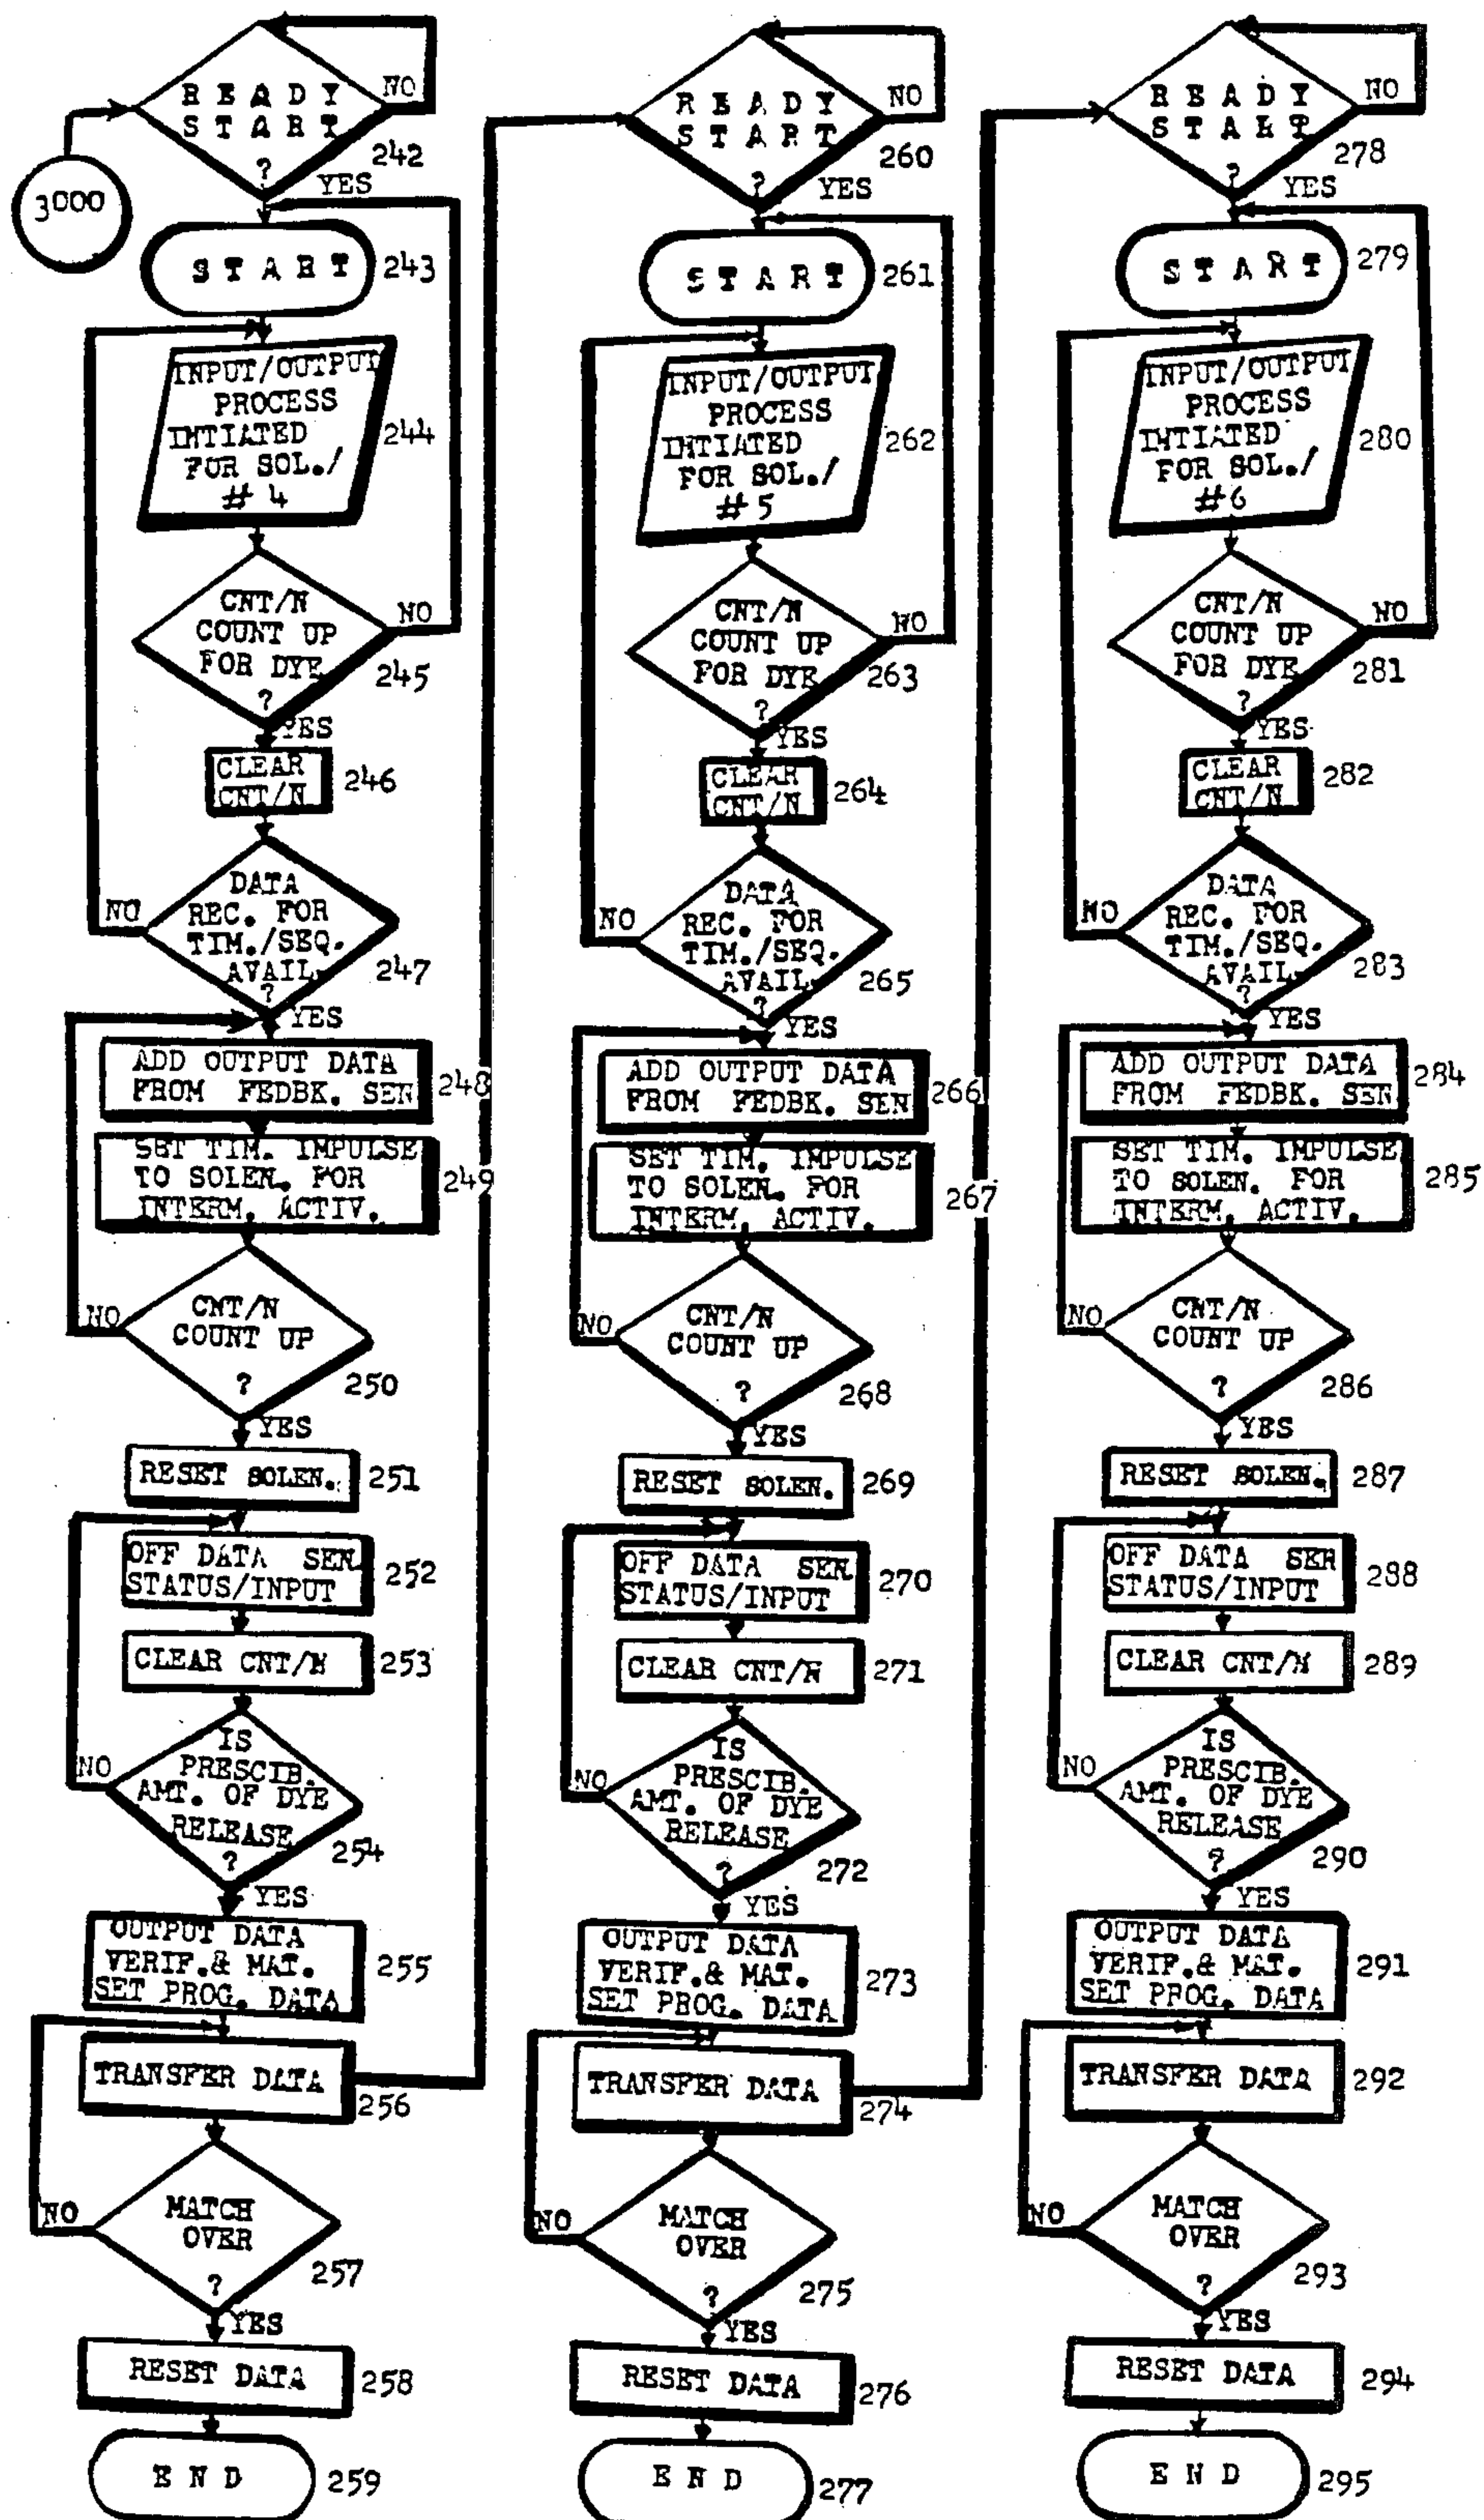 3000
READY
START
?
NO
242
YES
START
243
INPUT/OUTPUT
PROCESS
INTIATED
FOR SOL./
# 4
244
CNT/N
COUNT UP
FOR DYE
?
NO
245
YES
CLEAR
CNT/N
246
DATA
REC. FOR
TIM./SEQ.
AVAIL.
?
NO
247
YES
ADD OUTPUT DATA
FROM FEDBK. SEN
248
SET TIM. IMPULSE
TO SOLEN. FOR
INTERM. ACTIV.
249
CNT/N
COUNT UP
?
NO
250
YES
RESET SOLEN.
251
OFF DATA SEN
STATUS/INPUT
252
CLEAR CNT/N
253
IS
PRESCIB.
AMT. OF DYE
RELEASE
?
NO
254
YES
OUTPUT DATA
VERIF.& MAT.
SET PROG. DATA
255
TRANSFER DATA
256
MATCH
OVER
?
NO
257
YES
RESET DATA
258
END
259
READY
START
?
NO
260
YES
START
261
INPUT/OUTPUT
PROCESS
INTIATED
FOR SOL./
# 5
262
CNT/N
COUNT UP
FOR DYE
?
NO
263
YES
CLEAR
CNT/N
264
DATA
REC. FOR
TIM./SEQ.
AVAIL.
?
NO
265
YES
ADD OUTPUT DATA
FROM FEDBK. SEN
266
SET TIM. IMPULSE
TO SOLEN. FOR
INTERM. ACTIV.
267
CNT/N
COUNT UP
?
NO
268
YES
RESET SOLEN.
269
OFF DATA SEN
STATUS/INPUT
270
CLEAR CNT/N
271
IS
PRESCIB.
AMT. OF DYE
RELEASE
?
NO
272
YES
OUTPUT DATA
VERIF.& MAT.
SET PROG. DATA
273
TRANSFER DATA
274
MATCH
OVER
?
NO
275
YES
RESET DATA
276
END
277
READY
START
?
NO
278
YES
START
279
INPUT/OUTPUT
PROCESS
INTIATED
FOR SOL./
#6
280
CNT/N
COUNT UP
FOR DYE
?
NO
281
YES
CLEAR
CNT/N
282
DATA
REC. FOR
TIM./SEQ.
AVAIL.
?
NO
283
YES
ADD OUTPUT DATA
FROM FEDBK. SEN
284
SET TIM. IMPULSE
TO SOLEN. FOR
INTERM. ACTIV.
285
CNT/N
COUNT UP
?
NO
286
YES
RESET SOLEN.
287
OFF DATA SEN
STATUS/INPUT
288
CLEAR CNT/N
289
IS
PRESCIB.
AMT. OF DYE
RELEASE
?
NO
290
YES
OUTPUT DATA
VERIF.& MAT.
SET PROG. DATA
291
TRANSFER DATA
292
MATCH
OVER
?
NO
293
YES
RESET DATA
294
END
295